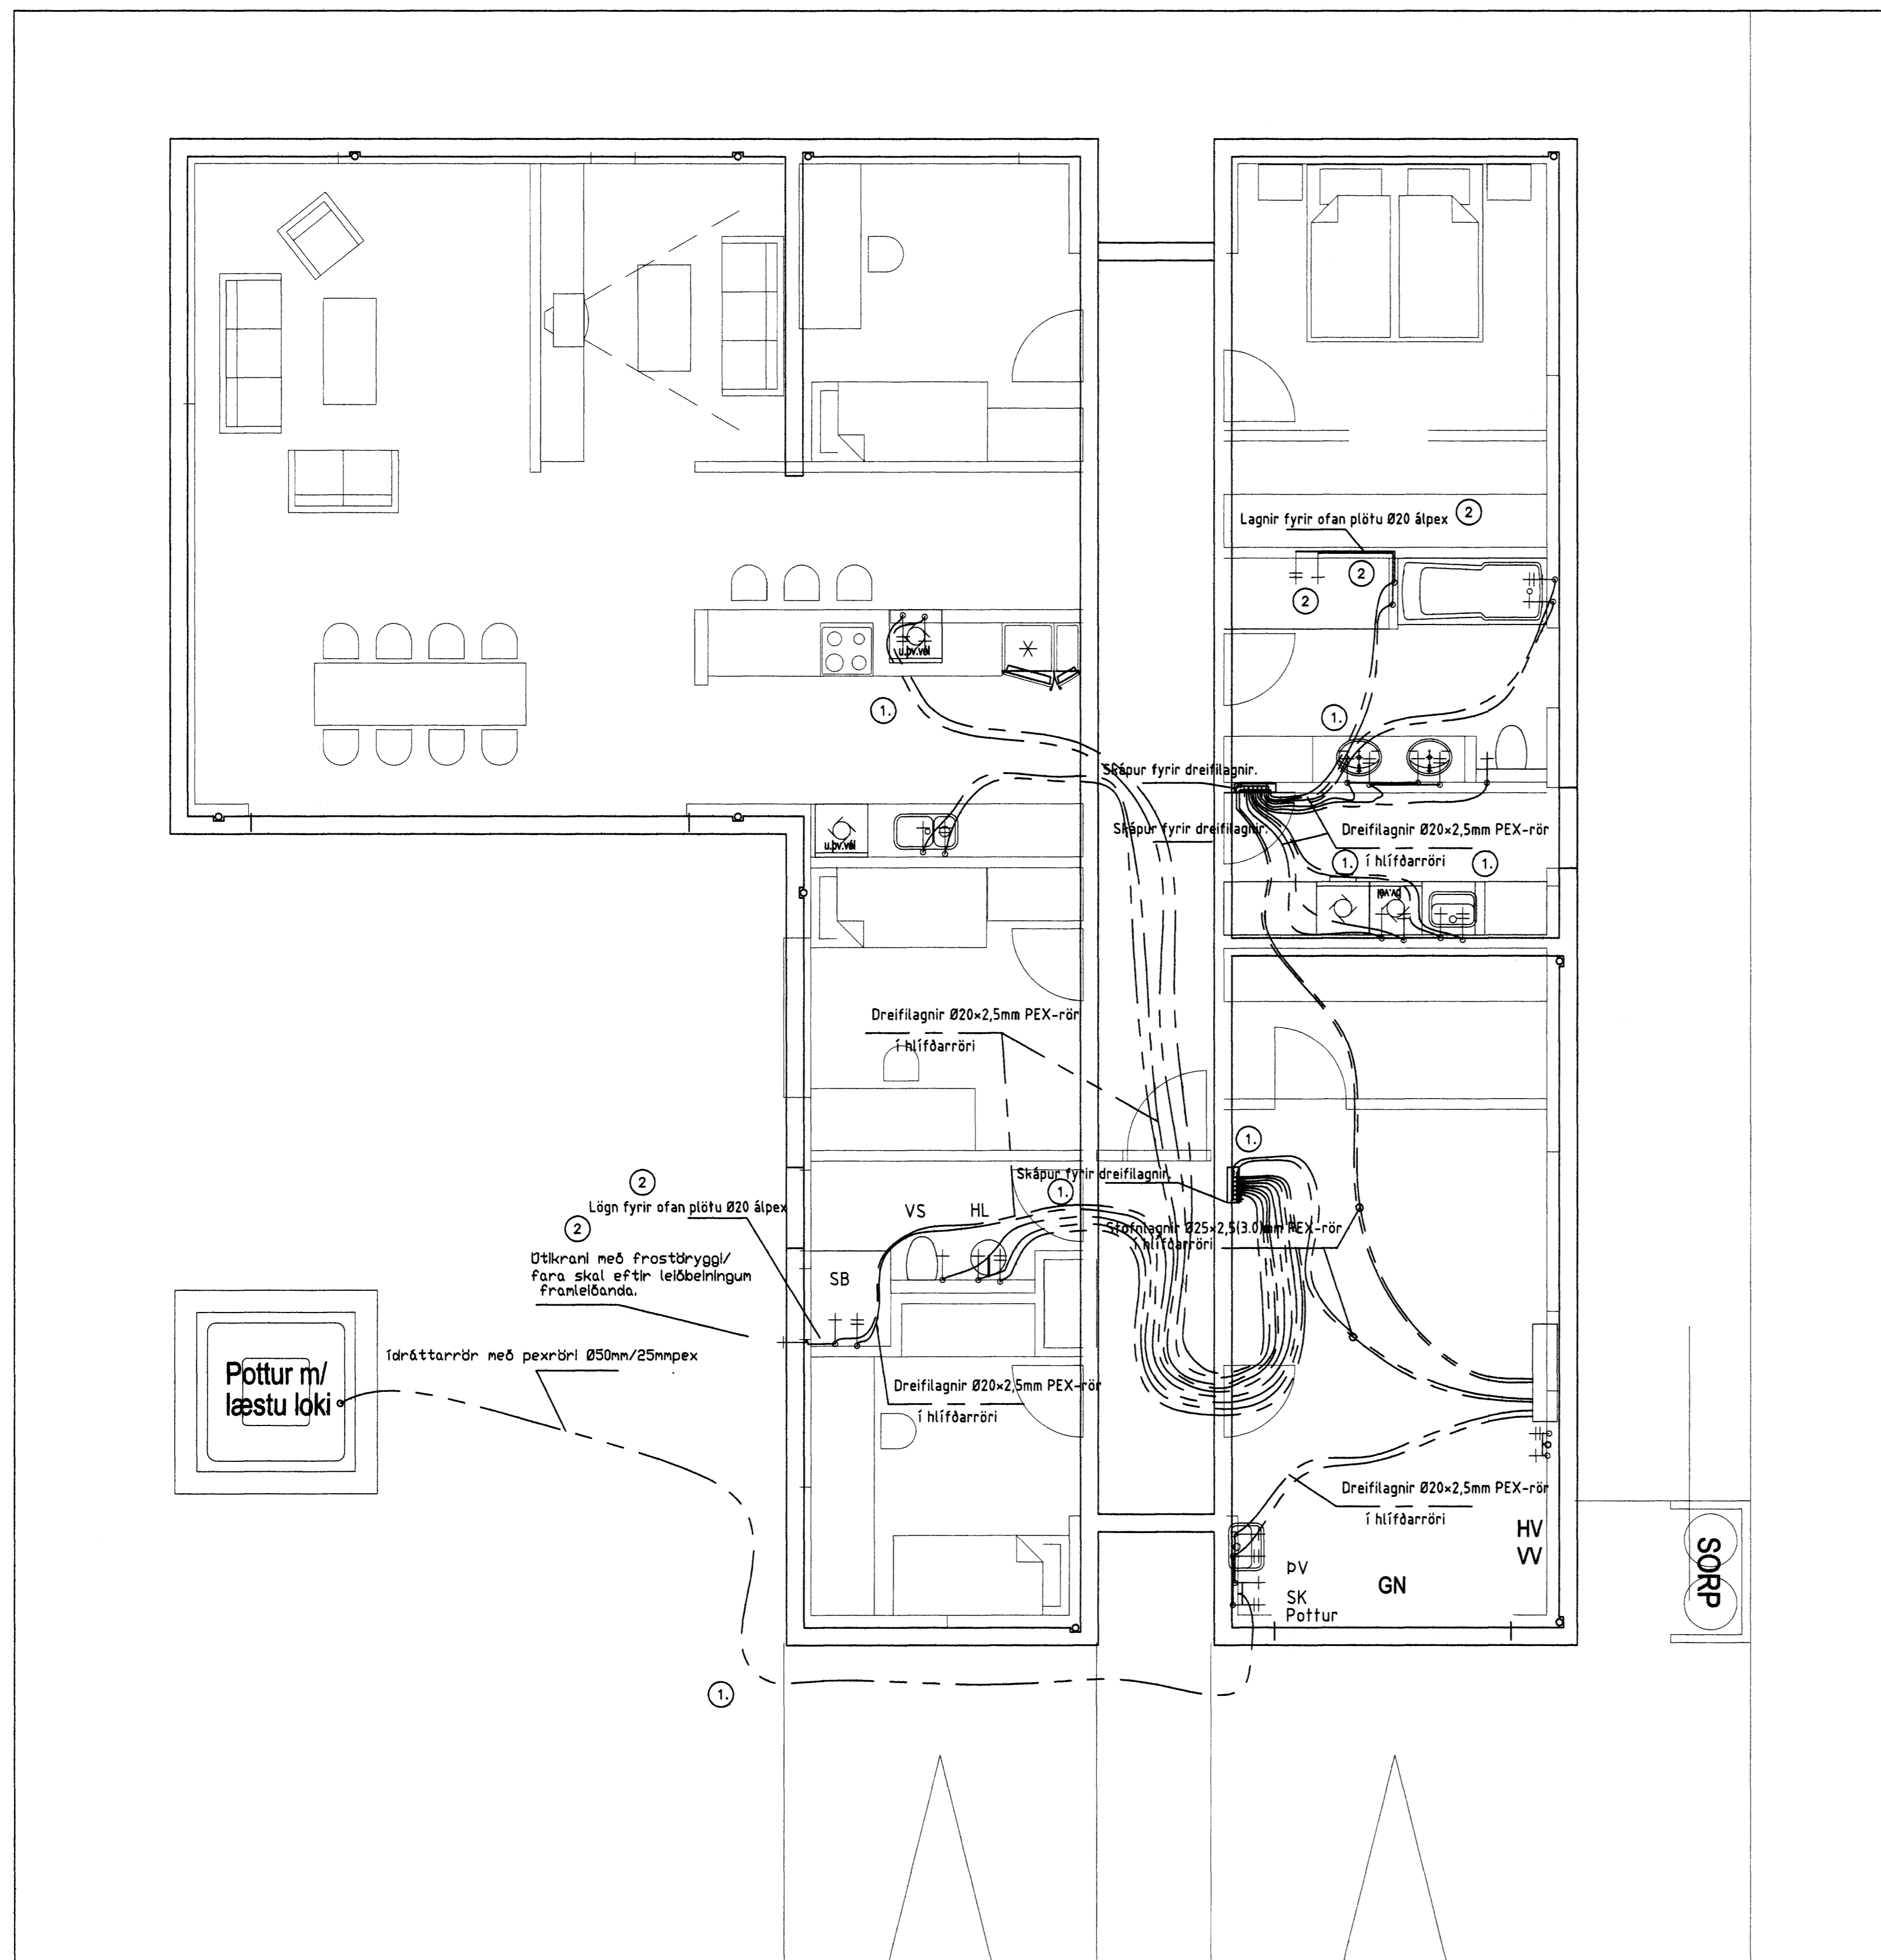 Lagnir fyrir ofan plötu Ø20 álpex
2
2
2
u.þv.vél
1.
1.
Skápur fyrir dreifilagnir.
Skápur fyrir dreifilagnir.
Dreifilagnir Ø20×2,5mm PEX-rör
í hlífðarröri
u.þv.vél
1.
1.
þv.vél
Dreifilagnir Ø20×2,5mm PEX-rör
í hlífðarröri
1.
Skápur fyrir dreifilagnir.
1.
2
Lögn fyrir ofan plötu Ø20 álpex
VS
HL
2
Stofnlagnir Ø25×2,5(3.0)mm PEX-rör
í hlífðarröri
Útikrani með frostöryggi/
fara skal eftir leiðbeiningum
framleiðanda.
SB
ídráttarrör með pexröri Ø50mm/25mmpex
Pottur m/
læstu loki
Dreifilagnir Ø20×2,5mm PEX-rör
í hlífðarröri
Dreifilagnir Ø20×2,5mm PEX-rör
í hlífðarröri
HV
VV
ÞV
GN
SK
Pottur
SORP
1.